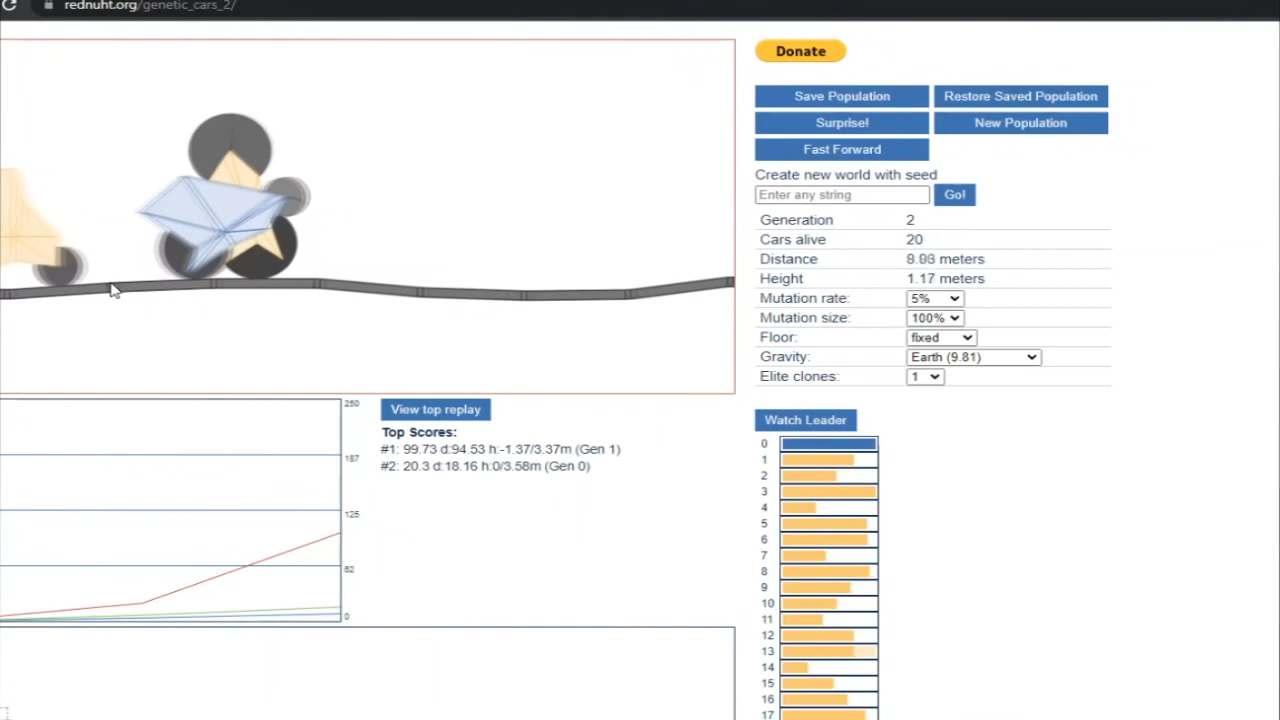 rednuht.org/genetic_cars_2/
Donate
Save Population
Restore Saved Population
Surprise!
New Population
Fast Forward
Create new world with seed
Enter any string
Go!
Generation 2
Cars alive 20
Distance 8.98 meters
Height 1.17 meters
Mutation rate: 5%
Mutation size: 100%
Floor: fixed
Gravity: Earth (9.81)
Elite clones: 1
250
187
125
62
0
View top replay
Top Scores:
#1: 99.73 d:94.53 h:-1.37/3.37m (Gen 1)
#2: 20.3 d:18.16 h:0/3.58m (Gen 0)
Watch Leader
0
1
2
3
4
5
6
7
8
9
10
11
12
13
14
15
16
17